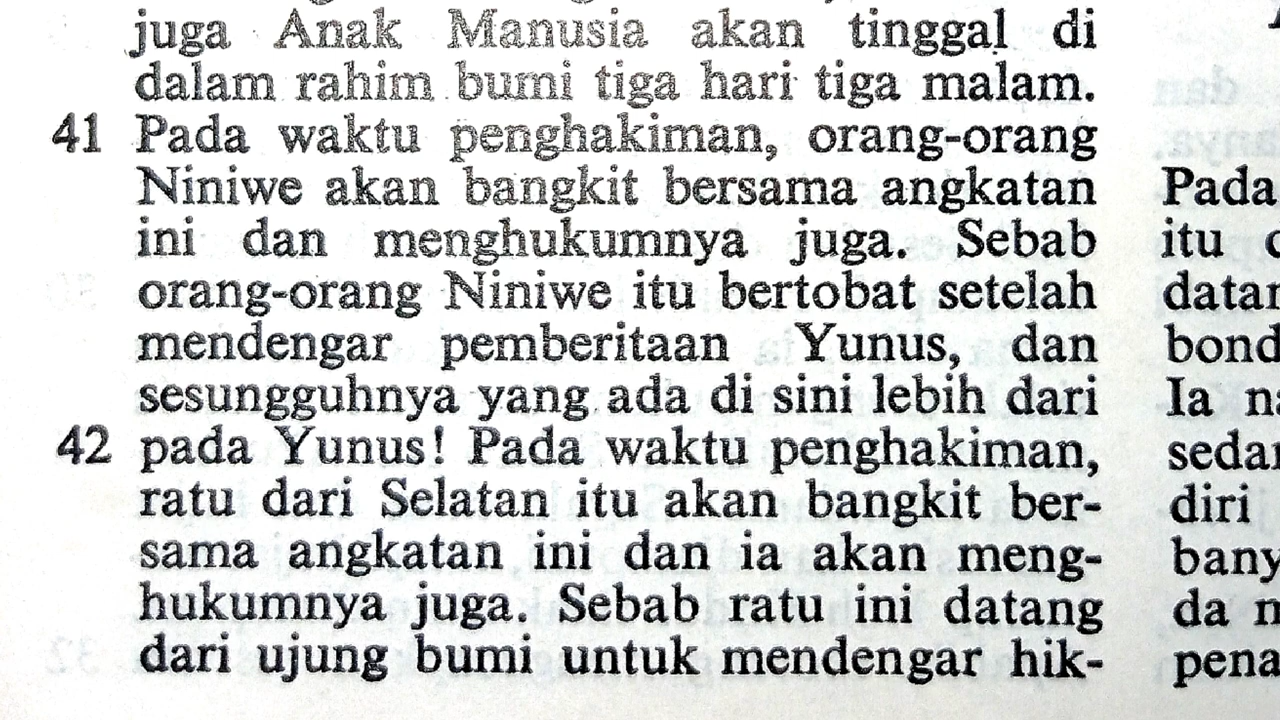 juga Anak Manusia akan tinggal di
dalam rahim bumi tiga hari tiga malam.
41 Pada waktu penghakiman, orang-orang
Niniwe akan bangkit bersama angkatan
ini dan menghukumnya juga. Sebab
orang-orang Niniwe itu bertobat setelah
mendengar pemberitaan Yunus, dan
sesungguhnya yang ada di sini lebih dari
42 pada Yunus! Pada waktu penghakiman,
ratu dari Selatan itu akan bangkit ber-
sama angkatan ini dan ia akan meng-
hukumnya juga. Sebab ratu ini datang
dari ujung bumi untuk mendengar hik-
Pada
itu
Ia
diri
da